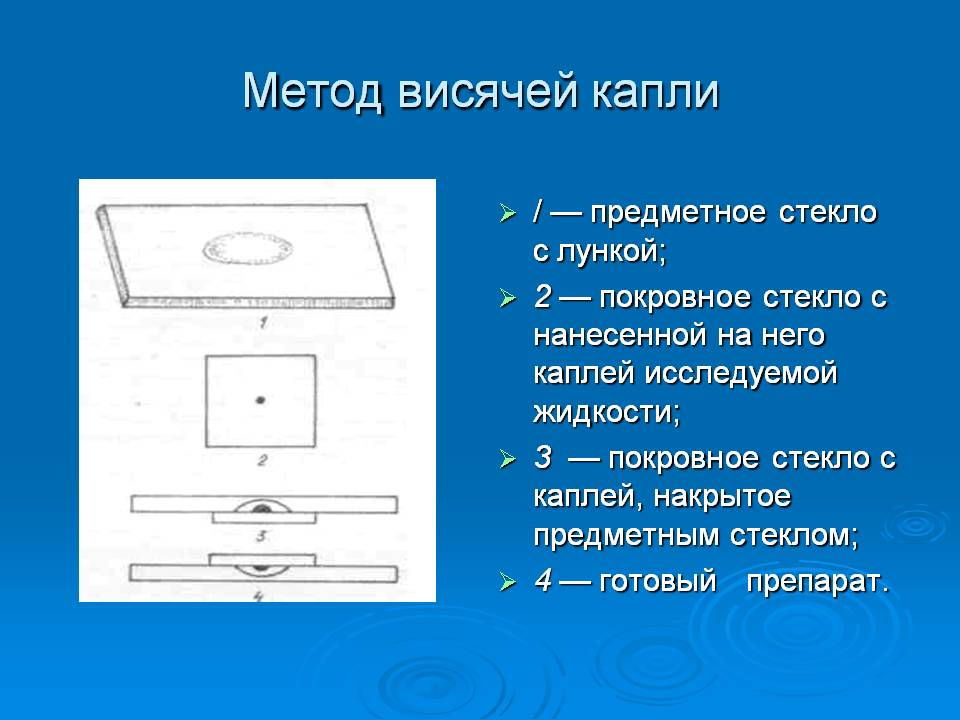 Метод висячей капли
1
2
3
4
/ — предметное стекло
с лункой;
2 — покровное стекло с
нанесенной на него
каплей исследуемой
жидкости;
3 — покровное стекло с
каплей, накрытое
предметным стеклом;
4 — готовый препарат.